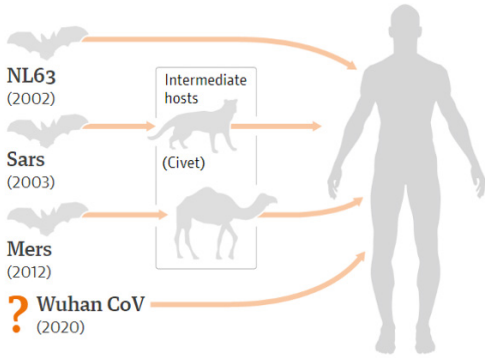 NL63
(2002)
Intermediate
hosts
Sars
(2003)
(Civet)
Mers
(2012)
? Wuhan CoV
(2020)